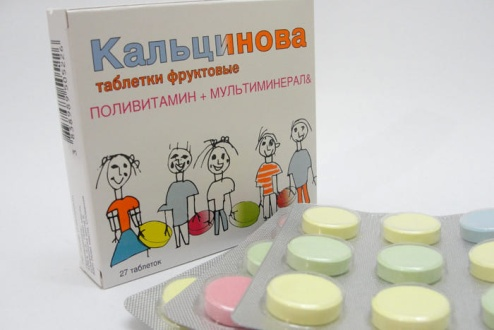 Кальцинова
таблетки фруктовые
ПОЛИВИТАМИН + МУЛЬТИМИНЕРАЛ&
27 таблеток